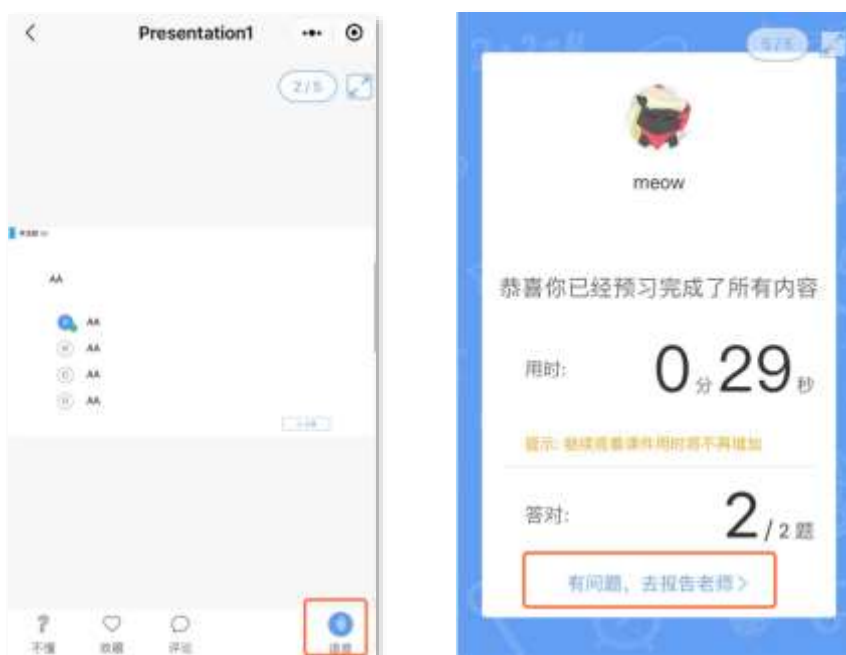 Presentation1
2/5
AA
AA
AA
AA
AA
不懂
收藏
评论
5/5
meow
恭喜你已经预习完成了所有内容
用时:
0分29秒
提示: 继续观看课件用时将不再增加
答对:
2/2题
有问题，去报告老师>